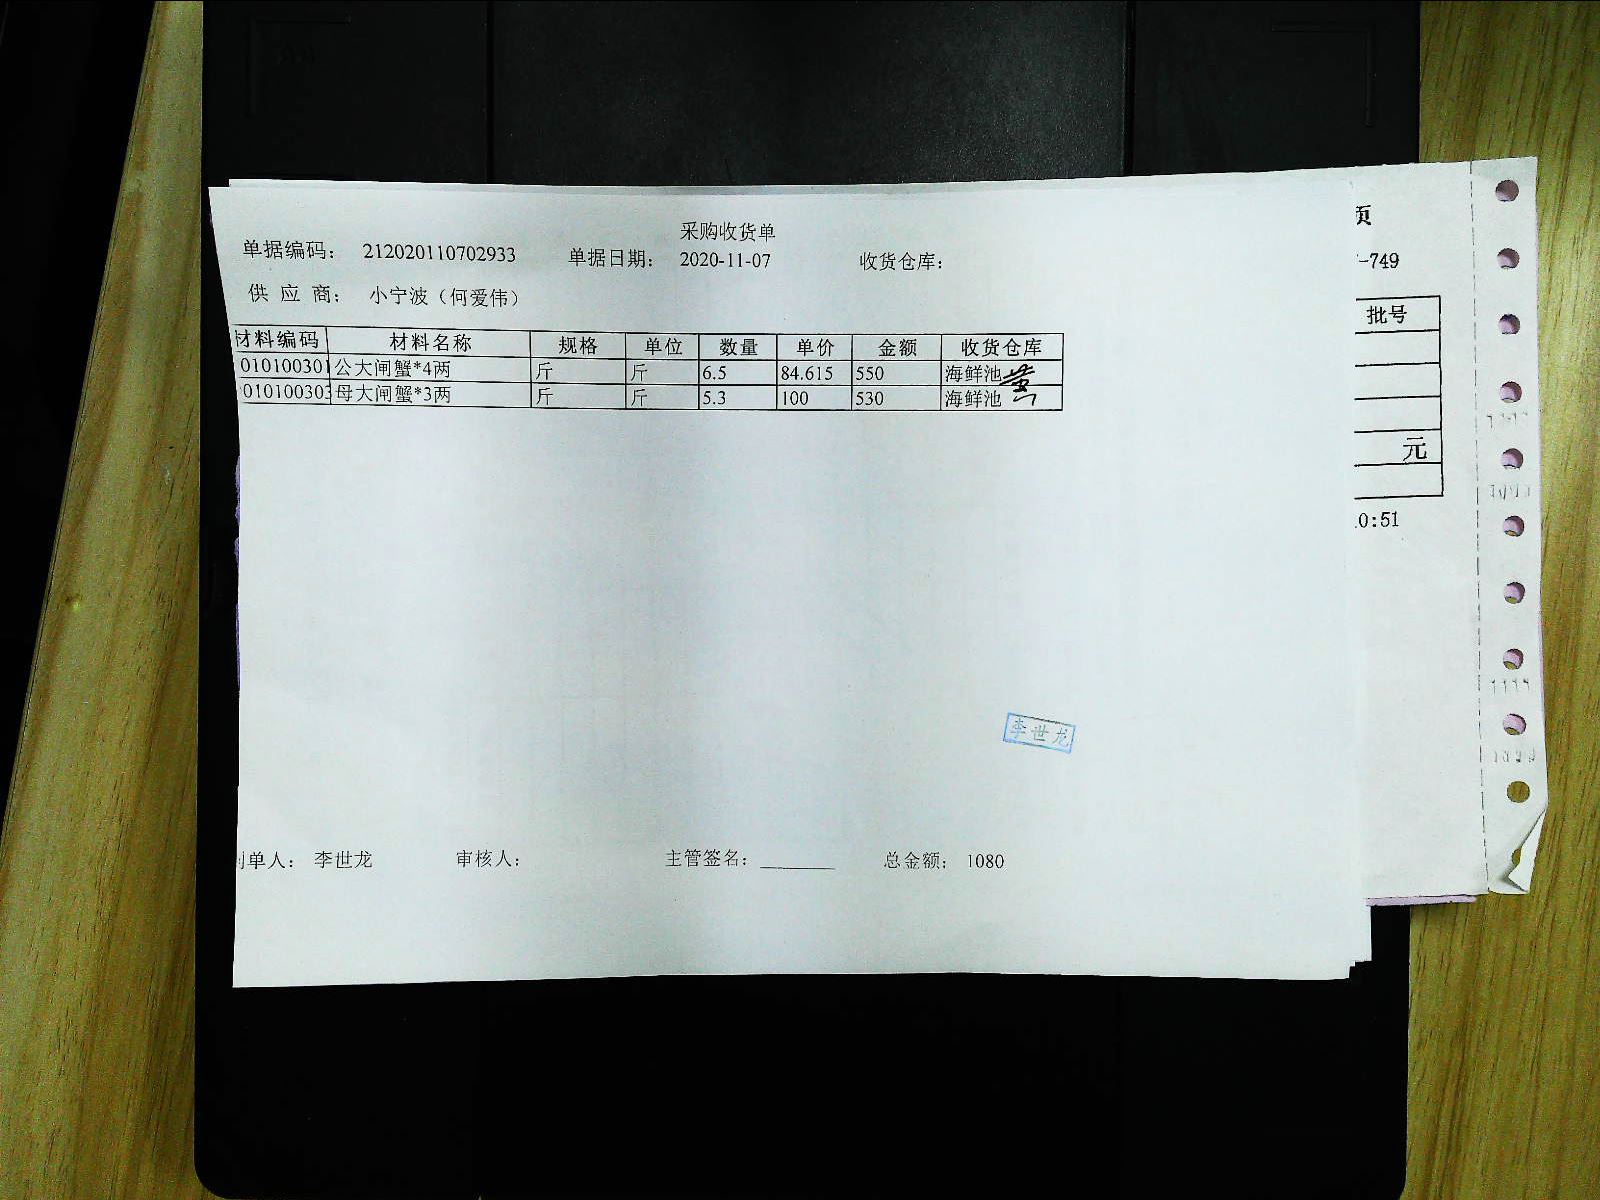 采购收货单
单据编码： 212020110702933 单据日期： 2020-11-07 收货仓库：
供 应 商： 小宁波（何爱伟）
材料编码 材料名称 规格 单位 数量 单价 金额 收货仓库
010100301 公大闸蟹*4两 斤 斤 6.5 84.615 550 海鲜池
010100303 母大闸蟹*3两 斤 斤 5.3 100 530 海鲜池
李世龙
单人： 李世龙 审核人： 主管签名： 总金额： 1080
页
-749
批号
元
0:51